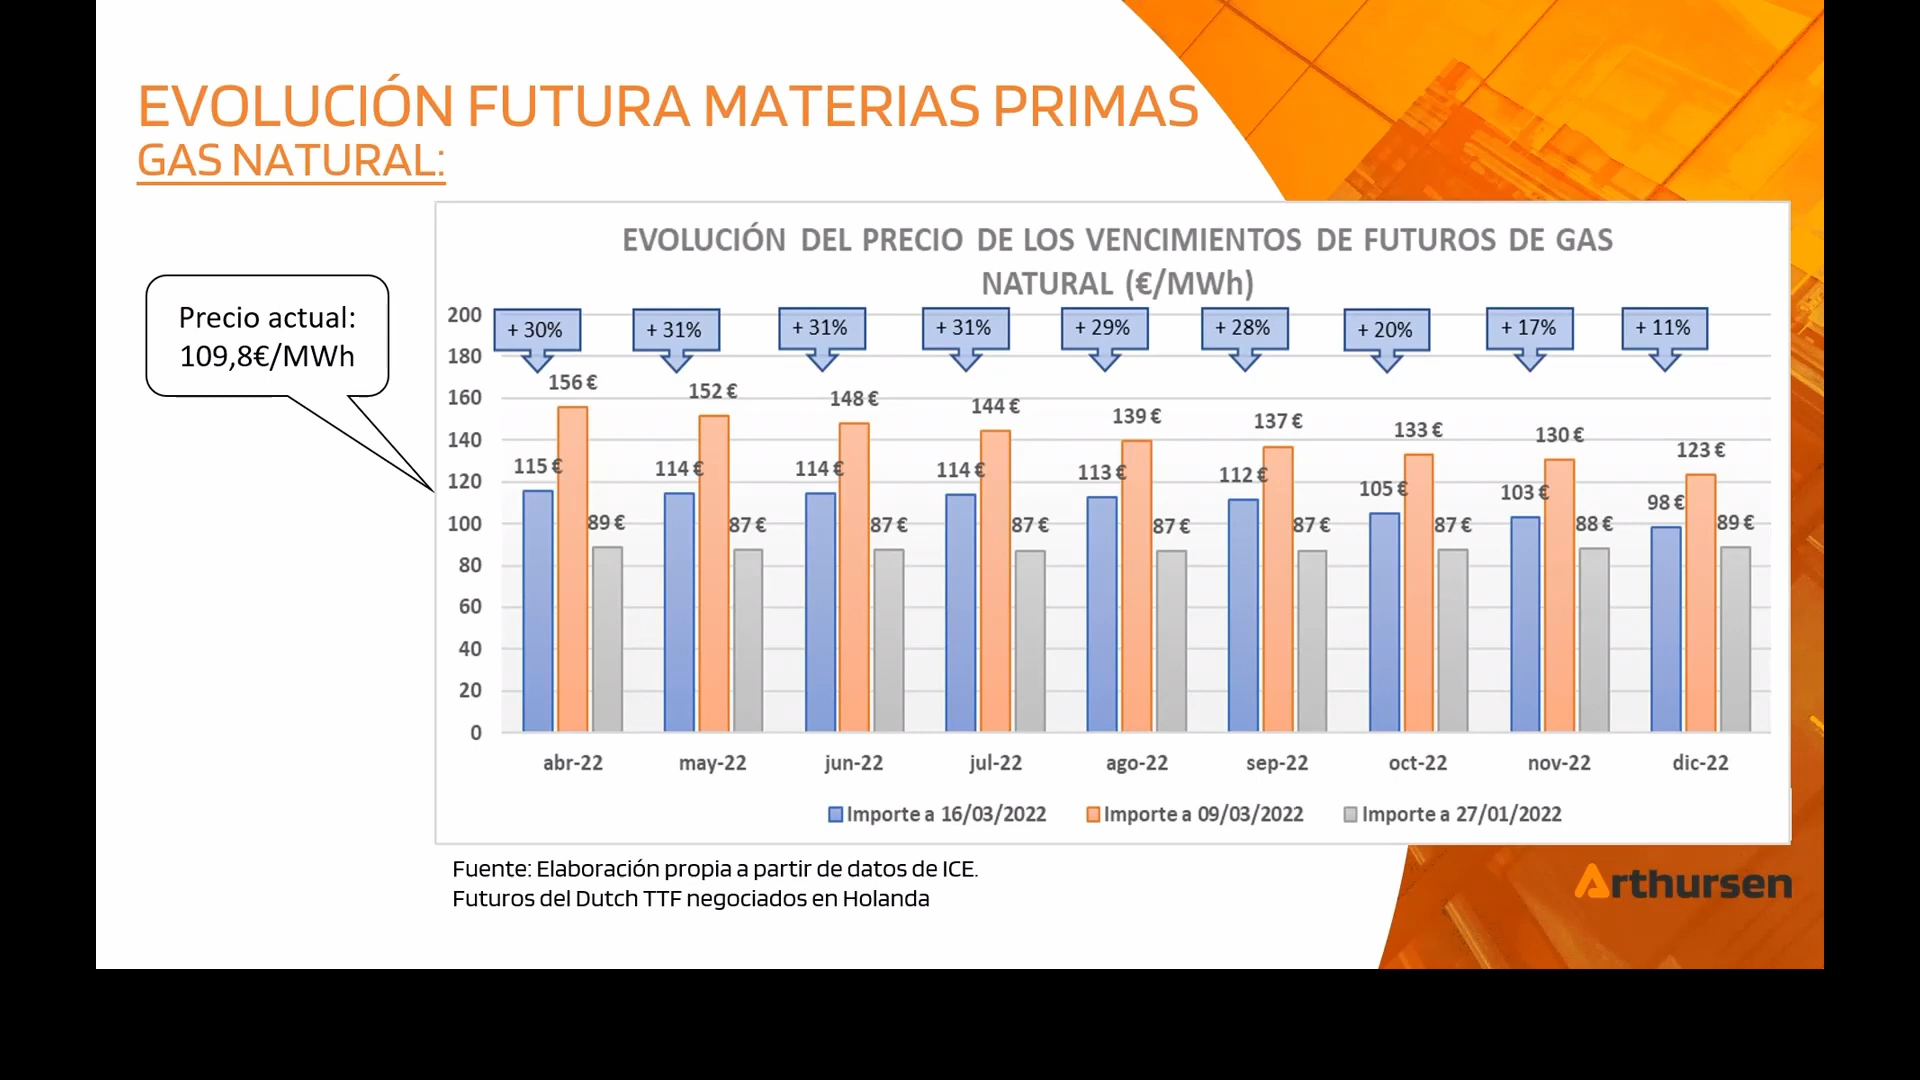 EVOLUCIÓN FUTURA MATERIAS PRIMAS
GAS NATURAL:
Precio actual:
109,8€/MWh
EVOLUCIÓN DEL PRECIO DE LOS VENCIMIENTOS DE FUTUROS DE GAS
NATURAL (€/MWh)
200
180
160
140
120
100
80
60
40
20
0
+ 30%
+ 31%
+ 31%
+ 31%
+ 29%
+ 28%
+ 20%
+ 17%
+ 11%
115 €
156 €
89 €
114 €
152 €
87 €
114 €
148 €
87 €
114 €
144 €
87 €
113 €
139 €
87 €
112 €
137 €
87 €
105 €
133 €
87 €
103 €
130 €
88 €
98 €
123 €
89 €
abr-22
may-22
jun-22
jul-22
ago-22
sep-22
oct-22
nov-22
dic-22
Importe a 16/03/2022
Importe a 09/03/2022
Importe a 27/01/2022
Fuente: Elaboración propia a partir de datos de ICE.
Futuros del Dutch TTF negociados en Holanda
Arthursen